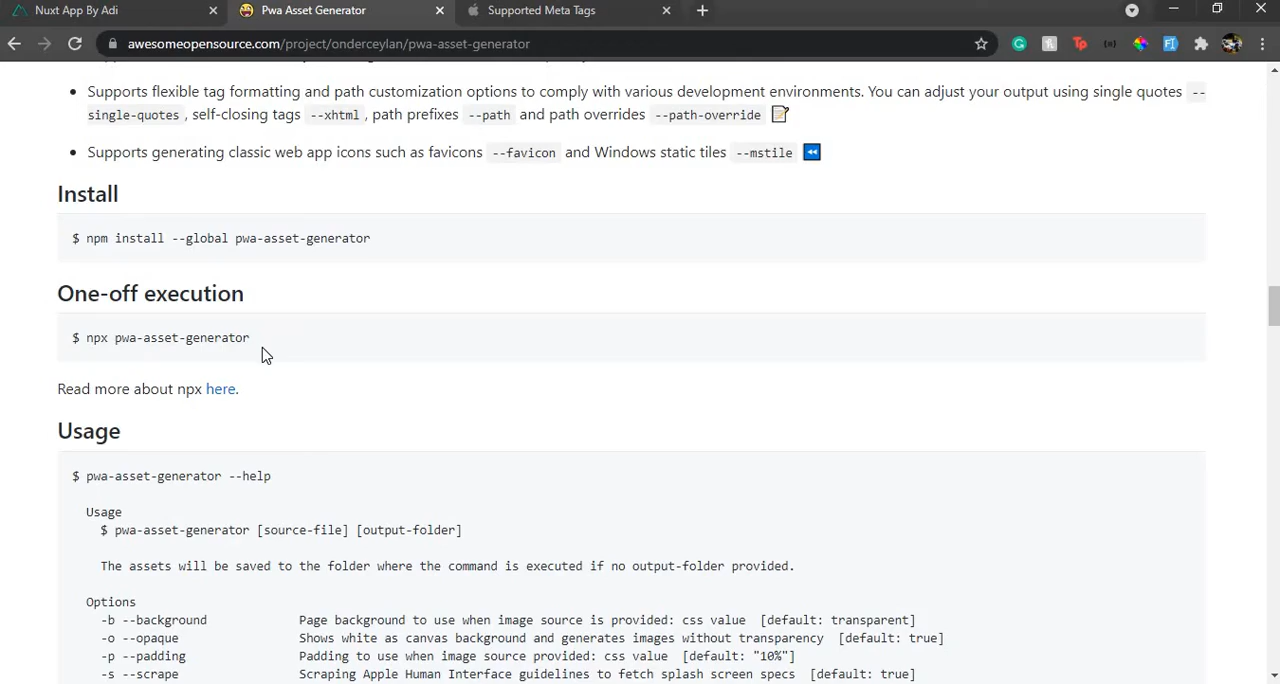 Nuxt App By Adi
Pwa Asset Generator
Supported Meta Tags
awesomeopensource.com/project/onderceylan/pwa-asset-generator
Supports flexible tag formatting and path customization options to comply with various development environments. You can adjust your output using single quotes --
single-quotes , self-closing tags --xhtml , path prefixes --path and path overrides --path-override
Supports generating classic web app icons such as favicons --favicon and Windows static tiles --mstile
Install
$ npm install --global pwa-asset-generator
One-off execution
$ npx pwa-asset-generator
Read more about npx here.
Usage
$ pwa-asset-generator --help
Usage
$ pwa-asset-generator [source-file] [output-folder]
The assets will be saved to the folder where the command is executed if no output-folder provided.
Options
-b --background Page background to use when image source is provided: css value [default: transparent]
-o --opaque Shows white as canvas background and generates images without transparency [default: true]
-p --padding Padding to use when image source provided: css value [default: "10%"]
-s --scrape Scraping Apple Human Interface guidelines to fetch splash screen specs [default: true]